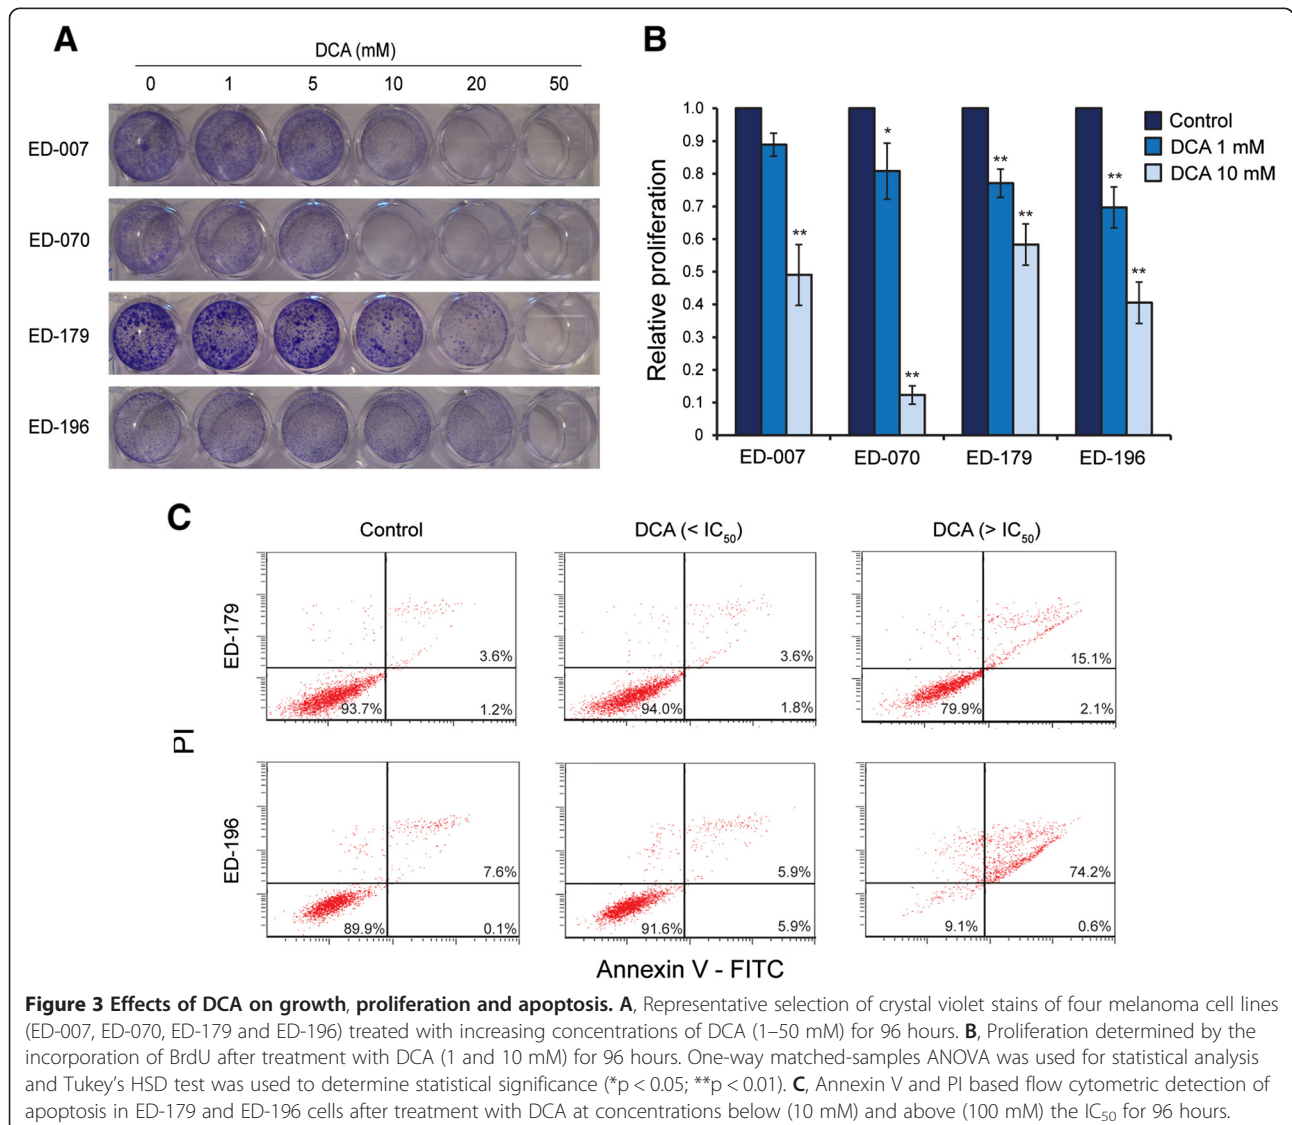 A
DCA (mM)
0 1 5 10 20 50
ED-007
ED-070
ED-179
ED-196
B
Relative proliferation
1.0
0.9
0.8
0.7
0.6
0.5
0.4
0.3
0.2
0.1
0
* ** ** ** ** ** **
ED-007 ED-070 ED-179 ED-196
Control
DCA 1 mM
DCA 10 mM
C
Control DCA (< IC50) DCA (> IC50)
ED-179
3.6% 3.6% 15.1%
93.7% 1.2% 94.0% 1.8% 79.9% 2.1%
PI
ED-196
7.6% 5.9% 74.2%
89.9% 0.1% 91.6% 5.9% 9.1% 0.6%
Annexin V - FITC
Figure 3 Effects of DCA on growth, proliferation and apoptosis. A, Representative selection of crystal violet stains of four melanoma cell lines
(ED-007, ED-070, ED-179 and ED-196) treated with increasing concentrations of DCA (1–50 mM) for 96 hours. B, Proliferation determined by the
incorporation of BrdU after treatment with DCA (1 and 10 mM) for 96 hours. One-way matched-samples ANOVA was used for statistical analysis
and Tukey's HSD test was used to determine statistical significance (*p < 0.05; **p < 0.01). C, Annexin V and PI based flow cytometric detection of
apoptosis in ED-179 and ED-196 cells after treatment with DCA at concentrations below (10 mM) and above (100 mM) the IC50 for 96 hours.